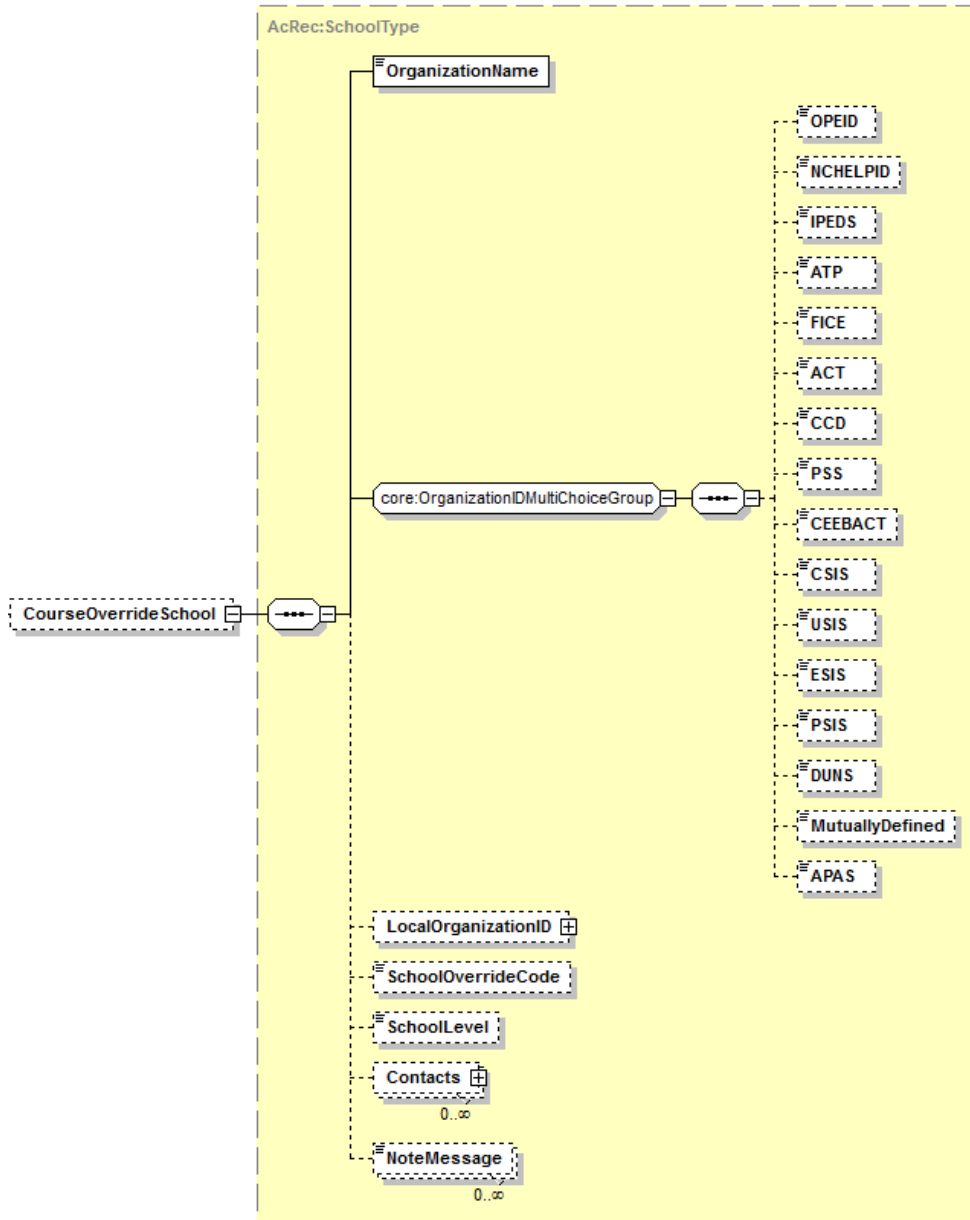 AcRec:SchoolType
OrganizationName
OPEID
NCHELPID
IPEDS
ATP
FICE
ACT
CCD
PSS
core:OrganizationIDMultiChoiceGroup
CEEBACT
CSIS
USIS
CourseOverrideSchool
ESIS
PSIS
DUNS
MutuallyDefined
APAS
LocalOrganizationID
SchoolOverrideCode
SchoolLevel
Contacts
0..∞
NoteMessage
0..∞